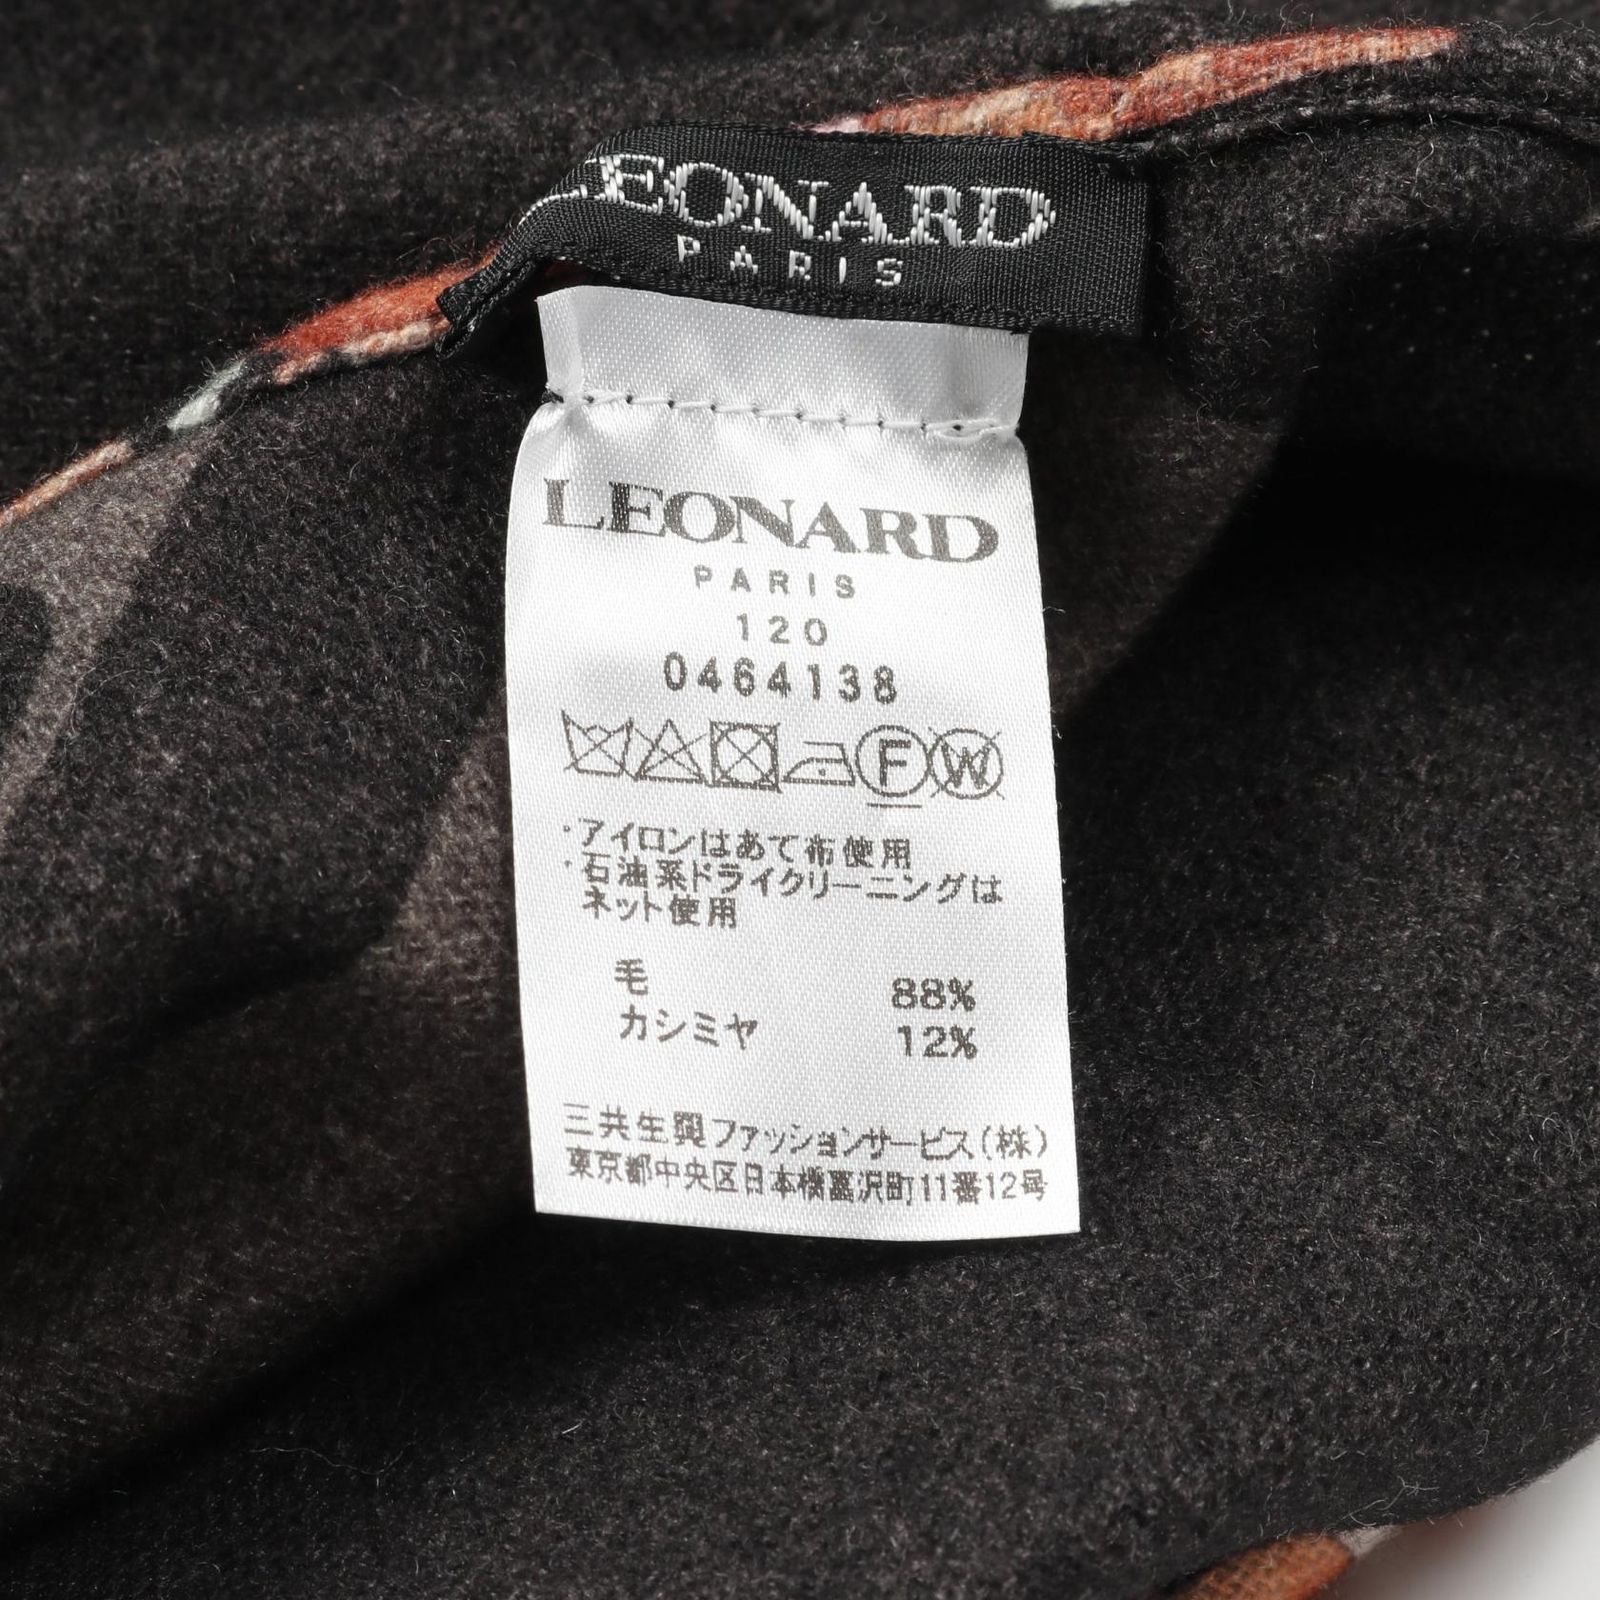 LEONARD
PARIS
LEONARD
PARIS
120
0464138
F W
・アイロンはあて布使用
・石油系ドライクリーニングは
ネット使用
毛 88%
カシミヤ 12%
三共生興ファッションサービス(株)
東京都中央区日本橋富沢町11番12号